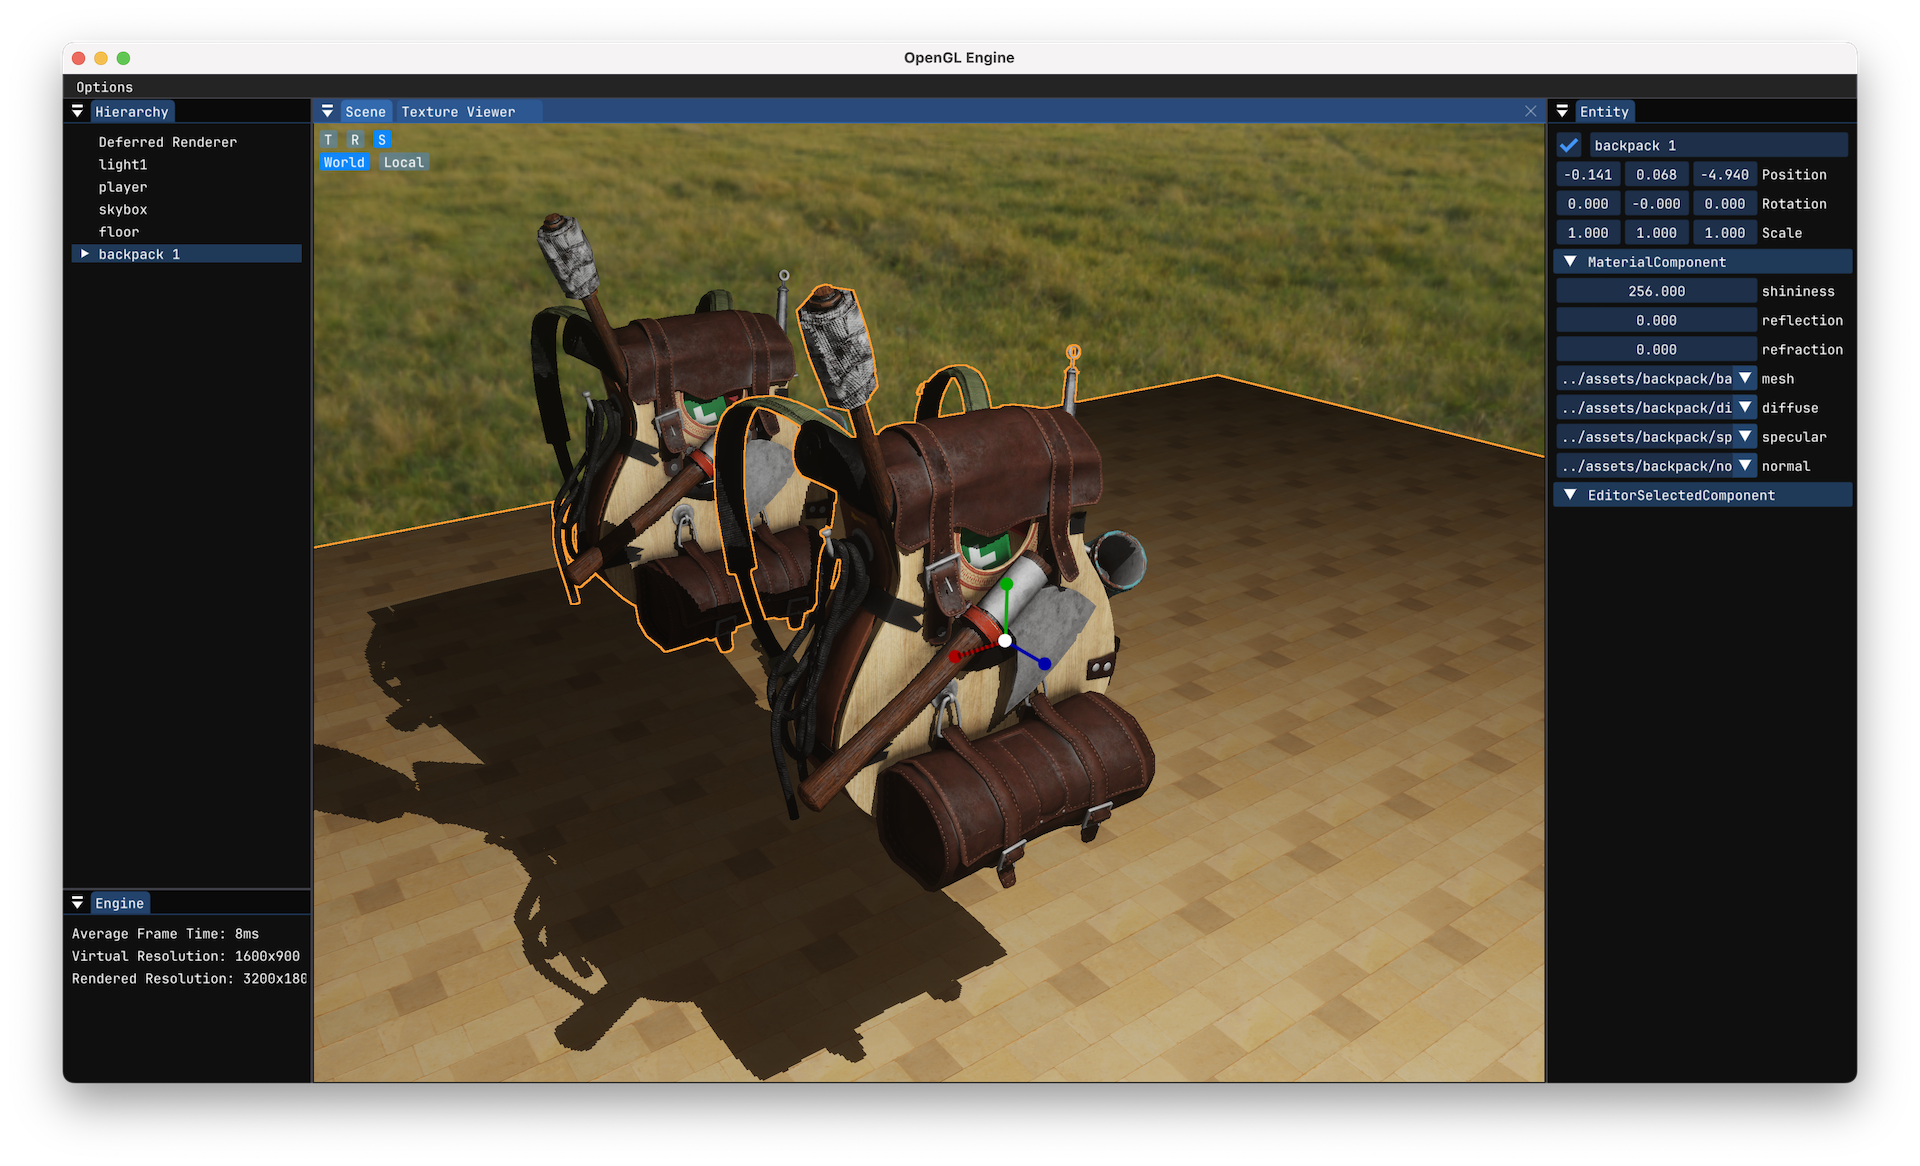 OpenGL Engine
Options
Hierarchy
Deferred Renderer
light1
player
skybox
floor
backpack 1
Engine
Average Frame Time: 8ms
Virtual Resolution: 1600x900
Rendered Resolution: 3200x180
Scene Texture Viewer
T R S
World Local
Entity
backpack 1
-0.141 0.068 -4.940 Position
0.000 -0.000 0.000 Rotation
1.000 1.000 1.000 Scale
MaterialComponent
256.000 shininess
0.000 reflection
0.000 refraction
../assets/backpack/ba mesh
../assets/backpack/di diffuse
../assets/backpack/sp specular
../assets/backpack/no normal
EditorSelectedComponent